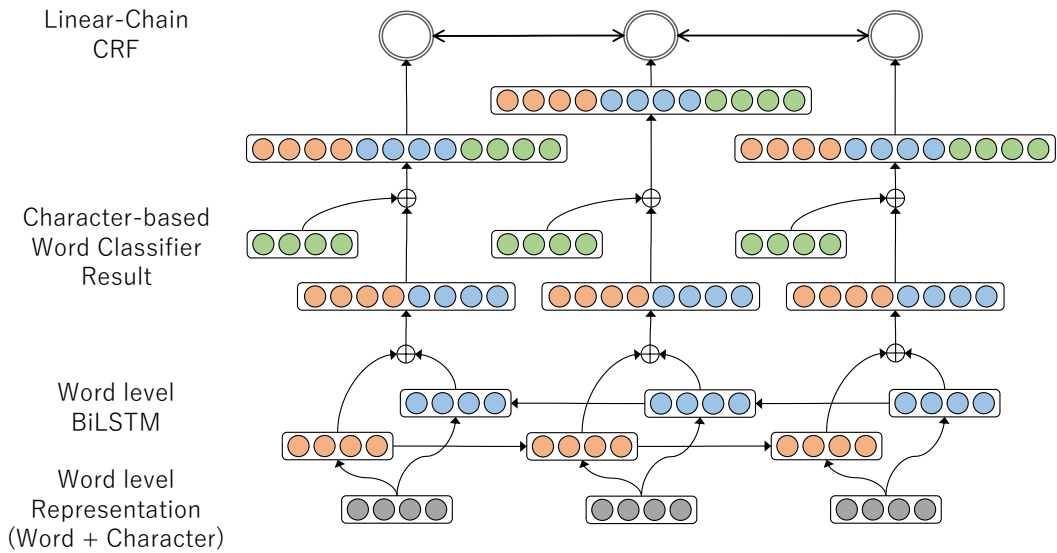 Linear-Chain
CRF
Character-based
Word Classifier
Result
Word level
BiLSTM
Word level
Representation
(Word + Character)